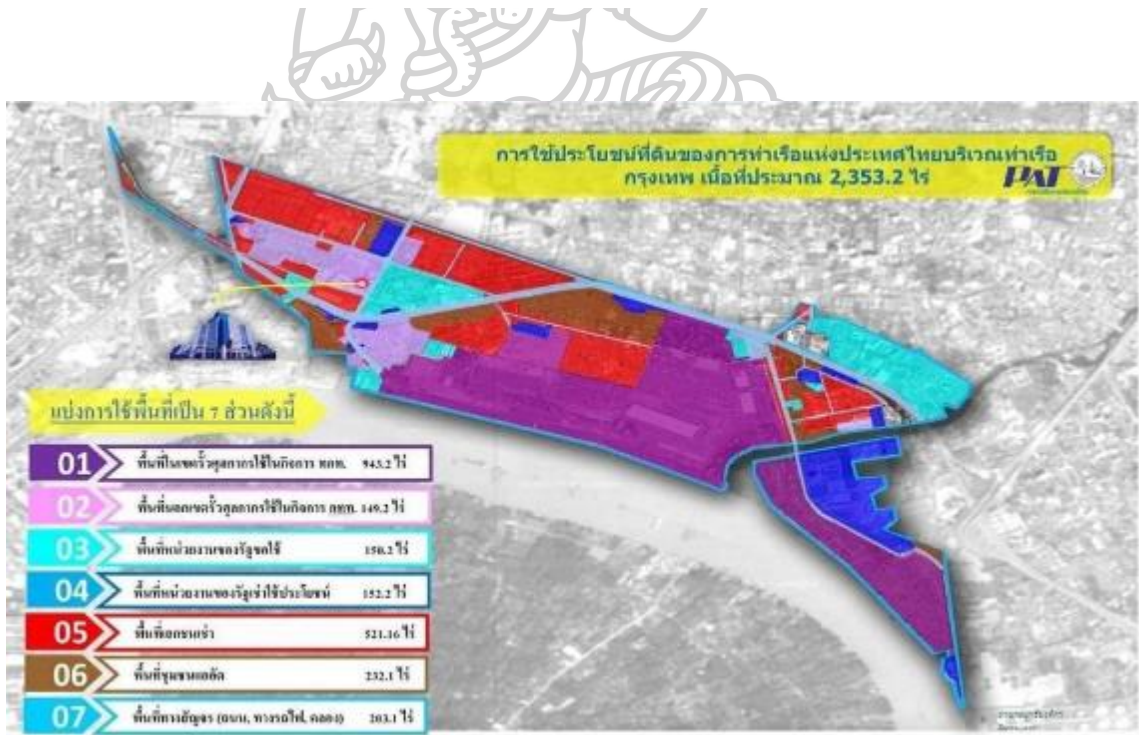 การใช้ประโยชน์ที่ดินของการท่าเรือแห่งประเทศไทยบริเวณท่าเรือ
กรุงเทพ เนื้อที่ประมาณ 2,353.2 ไร่
PAT
แบ่งการใช้พื้นที่เป็น 7 ส่วนดังนี้
01 พื้นที่ในเขตรั้วศุลกากรใช้ในกิจการ กทท. 943.2 ไร่
02 พื้นที่นอกเขตรั้วศุลกากรใช้ในกิจการ กทท. 149.2 ไร่
03 พื้นที่หน่วยงานของรัฐขอใช้ 150.2 ไร่
04 พื้นที่หน่วยงานของรัฐเช่าใช้ประโยชน์ 152.2 ไร่
05 พื้นที่เอกชนเช่า 521.16 ไร่
06 พื้นที่ชุมชนแออัด 232.1 ไร่
07 พื้นที่ทางสัญจร (ถนน, ทางรถไฟ, คลอง) 203.1 ไร่